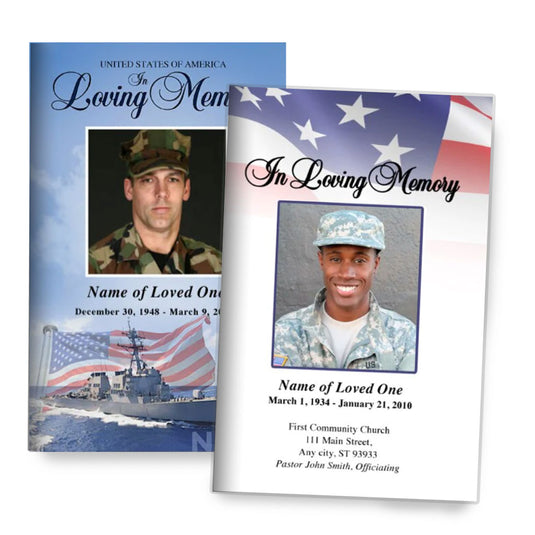 UNITED STATES OF AMERICA
In
Loving Mem
Name of Loved One
December 30, 1948 - March 9,
N
In Loving Memory
US
Name of Loved One
March 1, 1934 - January 21, 2010
First Community Church
111 Main Street,
Any city, ST 93933
Pastor John Smith, Officiating